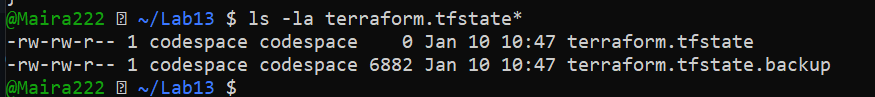 @Maira222 ~/Lab13 $ ls -la terraform.tfstate*
-rw-rw-r-- 1 codespace codespace    0 Jan 10 10:47 terraform.tfstate
-rw-rw-r-- 1 codespace codespace 6882 Jan 10 10:47 terraform.tfstate.backup
@Maira222 ~/Lab13 $